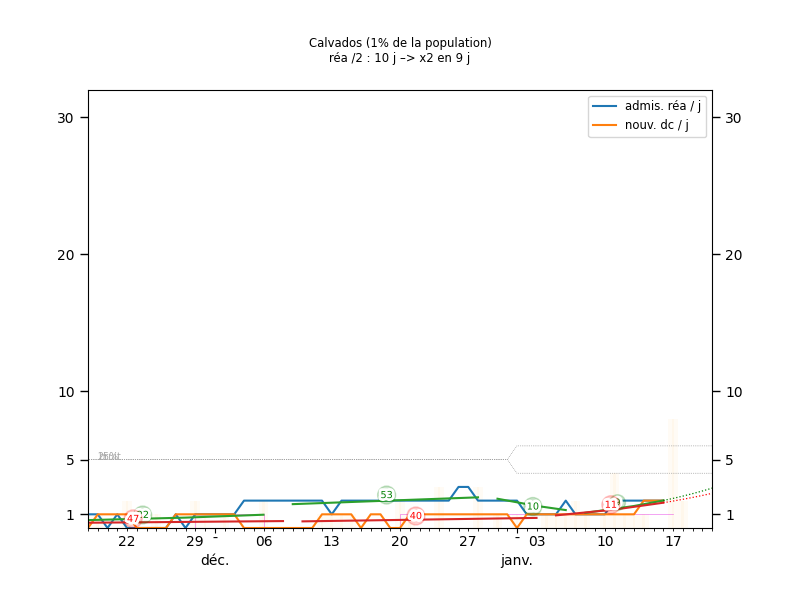 Calvados (1% de la population)
réa /2 : 10 j –> x2 en 9 j
admis. réa / j
nouv. dc / j
30 30
20 20
10 10
5 5
1 1
53
47
40
10
11
22 29 - 06 13 20 27 - 03 10 17
déc. janv.